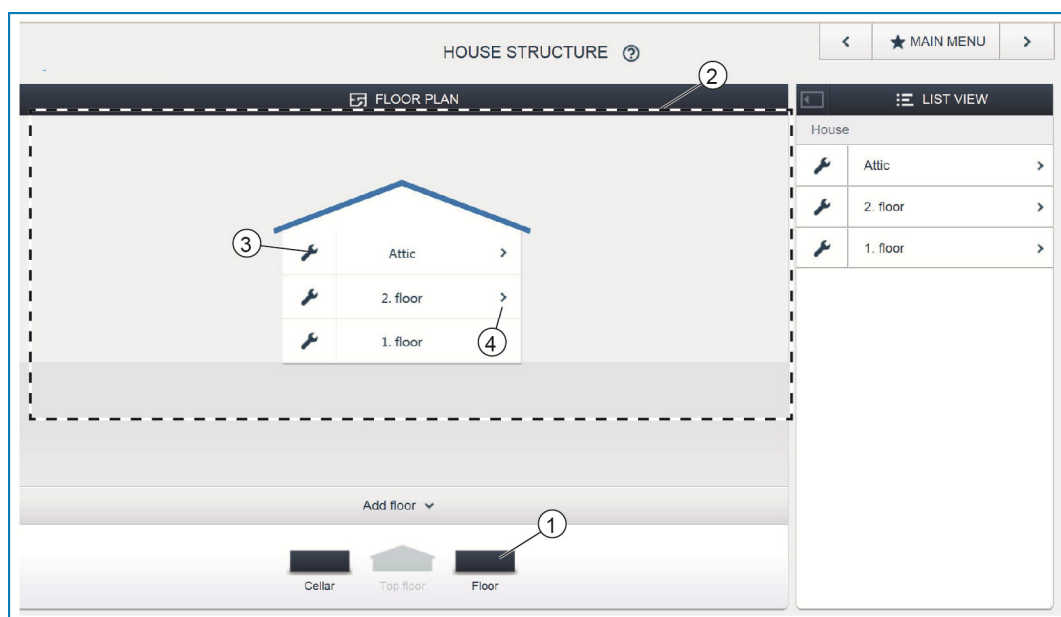 HOUSE STRUCTURE ?
< ★ MAIN MENU >
2
FLOOR PLAN
LIST VIEW
House
Attic >
2. floor >
1. floor >
3
Attic >
2. floor >
1. floor
4
Add floor
1
Cellar
Top floor
Floor